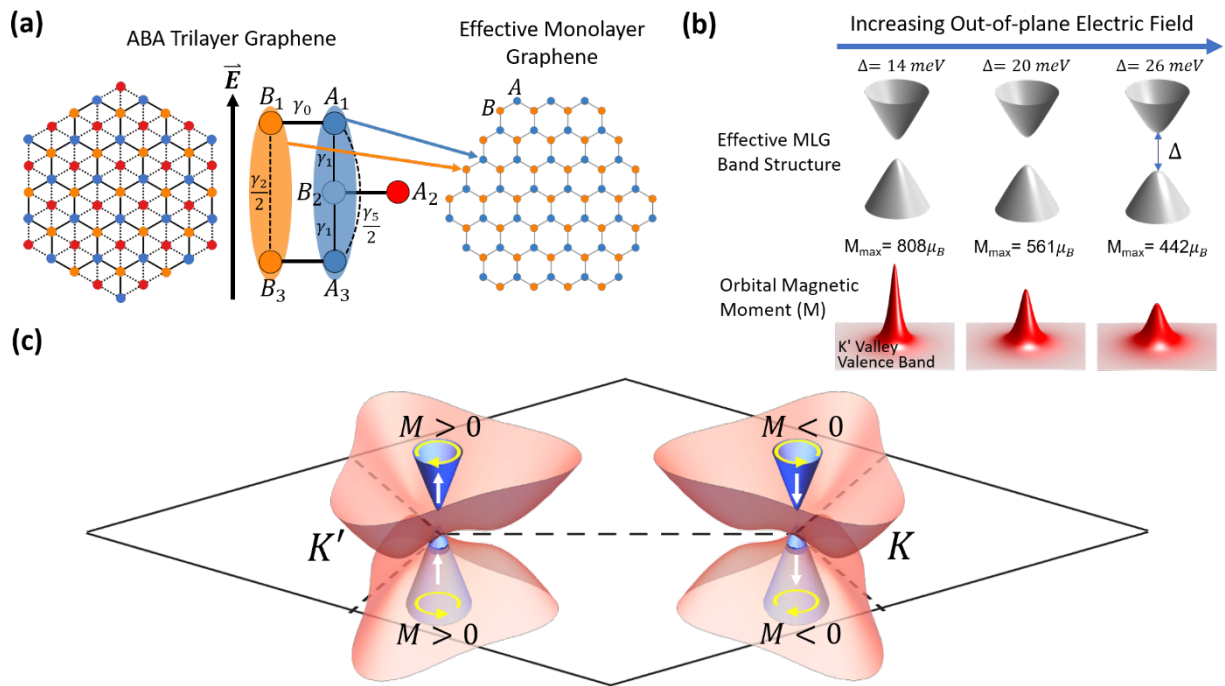 (a)
ABA Trilayer Graphene
Effective Monolayer
Graphene
E
B₁ γ₀ A₁
γ₁
γ₂/2
B₂ A₂
γ₁ γ₅/2
B₃ A₃
A
B
(b)
Increasing Out-of-plane Electric Field
Δ= 14 meV Δ= 20 meV Δ= 26 meV
Effective MLG
Band Structure
Δ
Mmax= 808μB Mmax= 561μB Mmax= 442μB
Orbital Magnetic
Moment (M)
K' Valley
Valence Band
(c)
M > 0 M < 0
K′ K
M > 0 M < 0